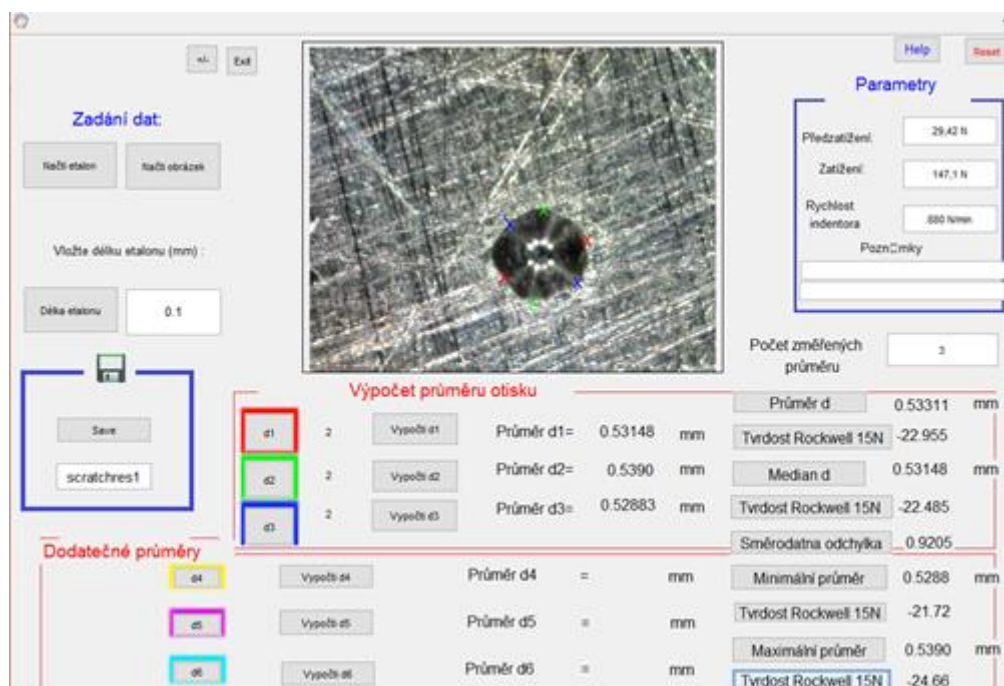 +/-
Exit
Help
Reset
Zadání dat:
Načti etalon
Načti obrázek
Vložte délku etalonu (mm) :
Délka etalonu
0.1
Save
scratchres1
Parametry
Předzatížení:
29,42 N
Zatížení:
147,1 N
Rychlost
indentora
880 N/min
Pozn□mky
Počet změřených
průměru
3
Výpočet průměru otisku
d1 2 Vypočti d1 Průměr d1= 0.53148 mm
d2 2 Vypočti d2 Průměr d2= 0.5390 mm
d3 2 Vypočti d3 Průměr d3= 0.52883 mm
Průměr d 0.53311 mm
Tvrdost Rockwell 15N -22.955
Median d 0.53148 mm
Tvrdost Rockwell 15N -22.485
Směrodatna odchylka 0.9205
Dodatečné průměry
d4 Vypočti d4 Průměr d4 = mm
d5 Vypočti d5 Průměr d5 = mm
d6 Vypočti d6 Průměr d6 = mm
Minimální průměr 0.5288 mm
Tvrdost Rockwell 15N -21.72
Maximální průměr 0.5390 mm
Tvrdost Rockwell 15N -24.66